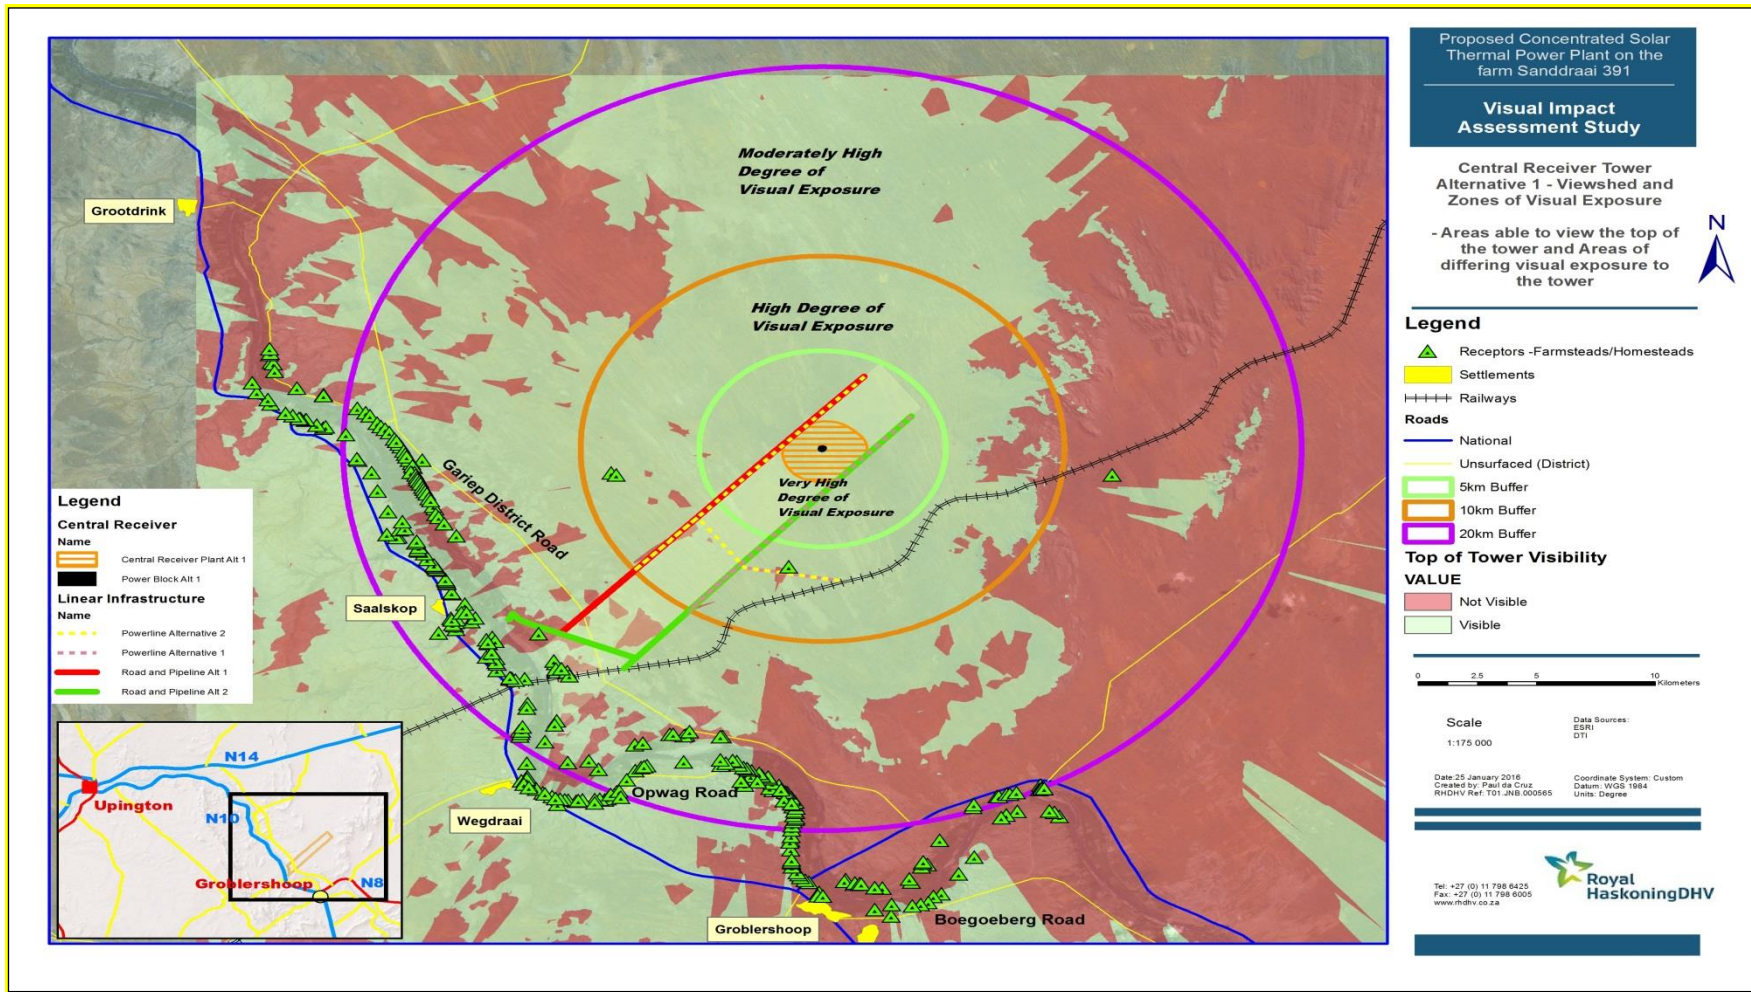 Proposed Concentrated Solar
Thermal Power Plant on the
farm Sanddraai 391
Visual Impact
Assessment Study
Central Receiver Tower
Alternative 1 - Viewshed and
Zones of Visual Exposure
- Areas able to view the top of
the tower and Areas of
differing visual exposure to
the tower
N
Legend
Receptors -Farmsteads/Homesteads
Settlements
Railways
Roads
National
Unsurfaced (District)
5km Buffer
10km Buffer
20km Buffer
Top of Tower Visibility
VALUE
Not Visible
Visible
0 2.5 5 10
Kilometers
Scale
1:175 000
Data Sources:
ESRI
DTI
Date:25 January 2016
Created by: Paul da Cruz
RHDHV Ref: T01.JNB.000565
Coordinate System: Custom
Datum: WGS 1984
Units: Degree
Tel: +27 (0) 11 798 6425
Fax: +27 (0) 11 798 6005
www.rhdhv.co.za
Royal
HaskoningDHV
Moderately High
Degree of
Visual Exposure
High Degree of
Visual Exposure
Very High
Degree of
Visual Exposure
Grootdrink
Gariep District Road
Saalskop
Opwag Road
Wegdraai
Groblershoop
Boegoeberg Road
Legend
Central Receiver
Name
Central Receiver Plant Alt 1
Power Block Alt 1
Linear Infrastructure
Name
Powerline Alternative 2
Powerline Alternative 1
Road and Pipeline Alt 1
Road and Pipeline Alt 2
N14
Upington
N10
Groblershoop
N8